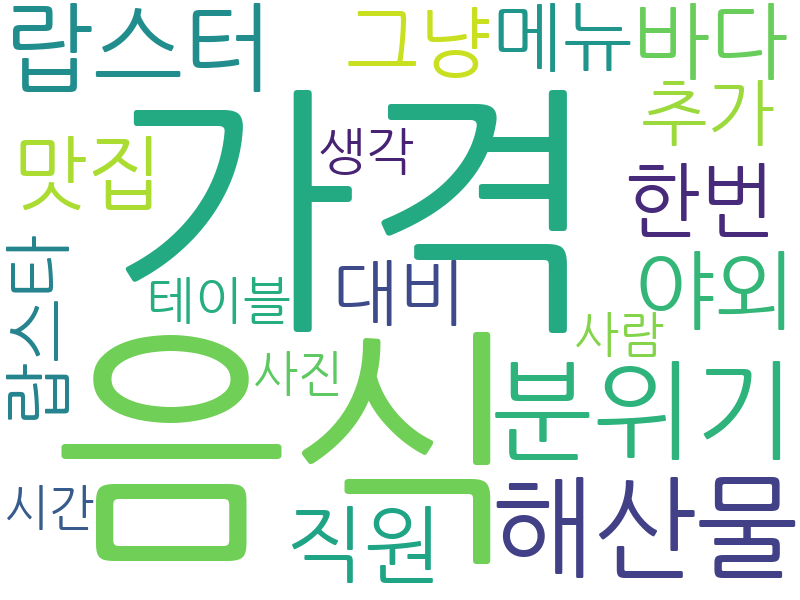 랍스터
그냥
메뉴
바다
가격
추가
맛집
생각
한번
랍스타
테이블
대비
야외
음식
사진
사람
분위기
시간
직원
해산물